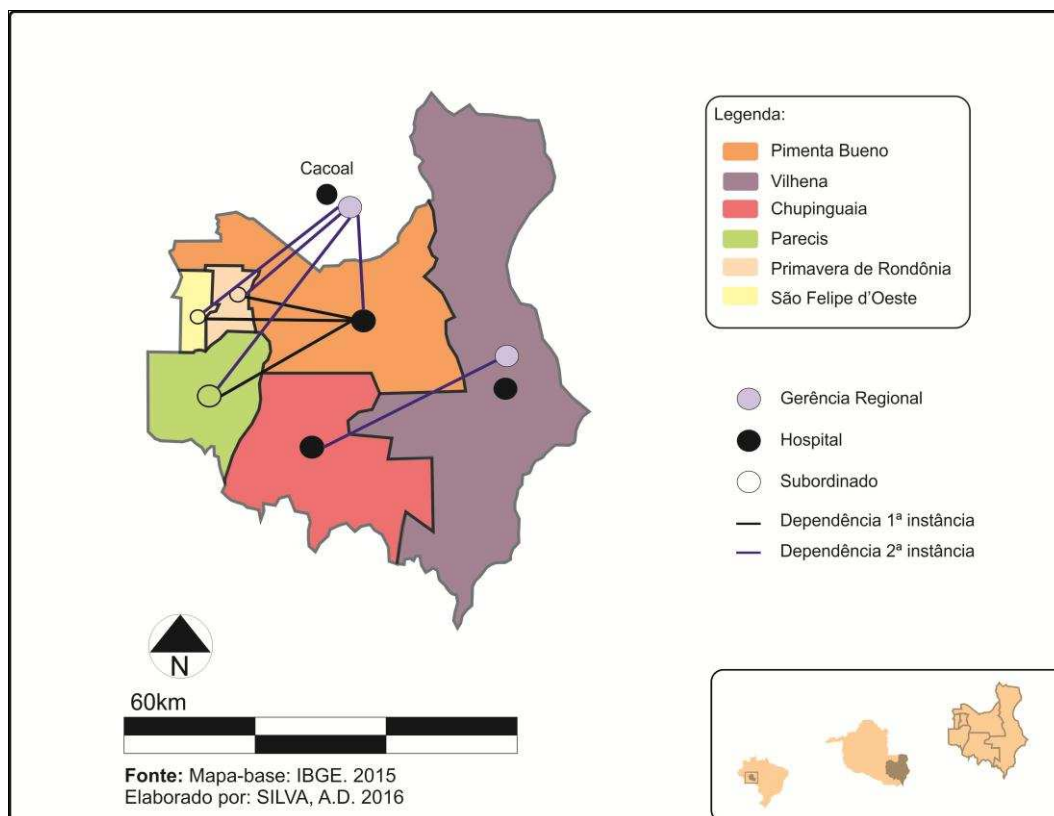 Cacoal
Legenda:
Pimenta Bueno
Vilhena
Chupinguaia
Parecis
Primavera de Rondônia
São Felipe d’Oeste
Gerência Regional
Hospital
Subordinado
Dependência 1ª instância
Dependência 2ª instância
N
60km
Fonte: Mapa-base: IBGE. 2015
Elaborado por: SILVA, A.D. 2016